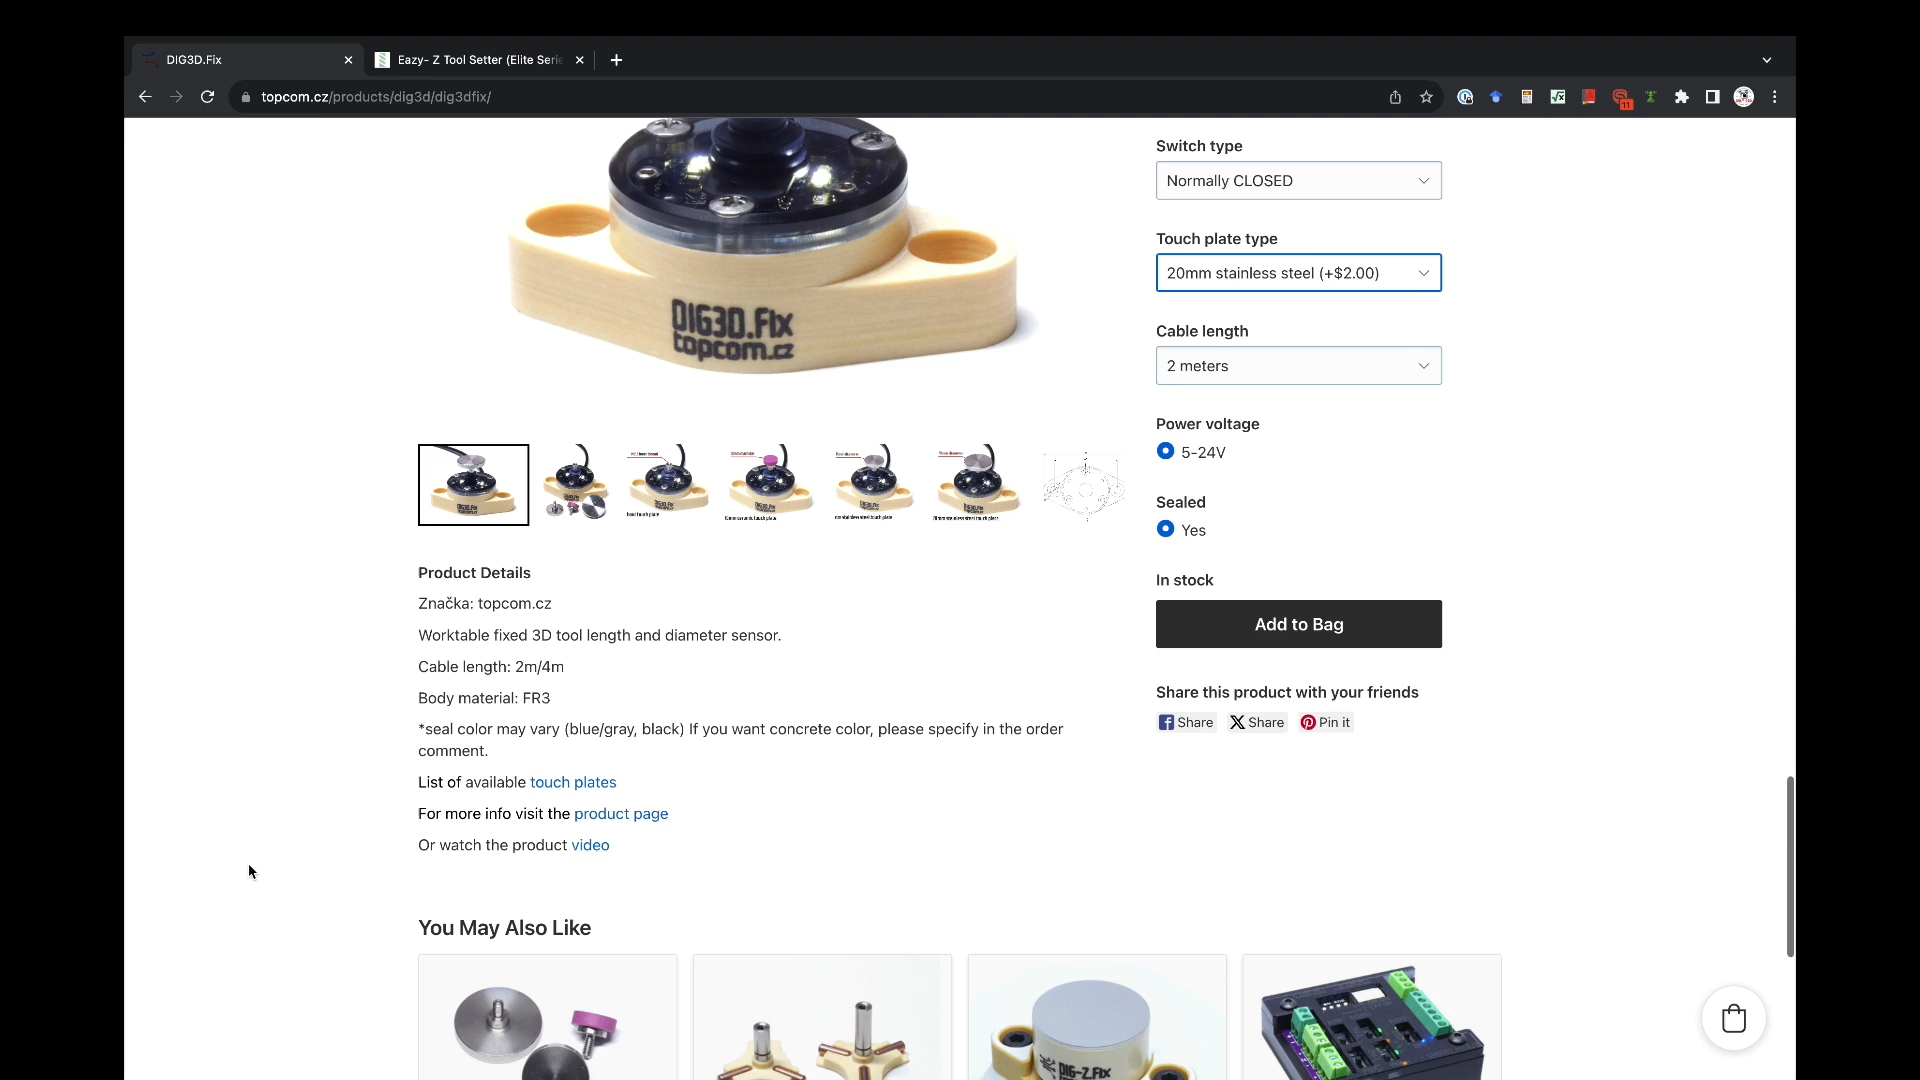 DIG3D.Fix
Eazy- Z Tool Setter (Elite Serie
topcom.cz/products/dig3d/dig3dfix/
11
DIG3D.FIx
topcom.cz
Switch type
Normally CLOSED
Touch plate type
20mm stainless steel (+$2.00)
Cable length
2 meters
Power voltage
5-24V
Sealed
Yes
In stock
Add to Bag
Share this product with your friends
Share
Share
Pin it
Product Details
Značka: topcom.cz
Worktable fixed 3D tool length and diameter sensor.
Cable length: 2m/4m
Body material: FR3
*seal color may vary (blue/gray, black) If you want concrete color, please specify in the order
comment.
List of available touch plates
For more info visit the product page
Or watch the product video
You May Also Like
DIG-Z.FIx